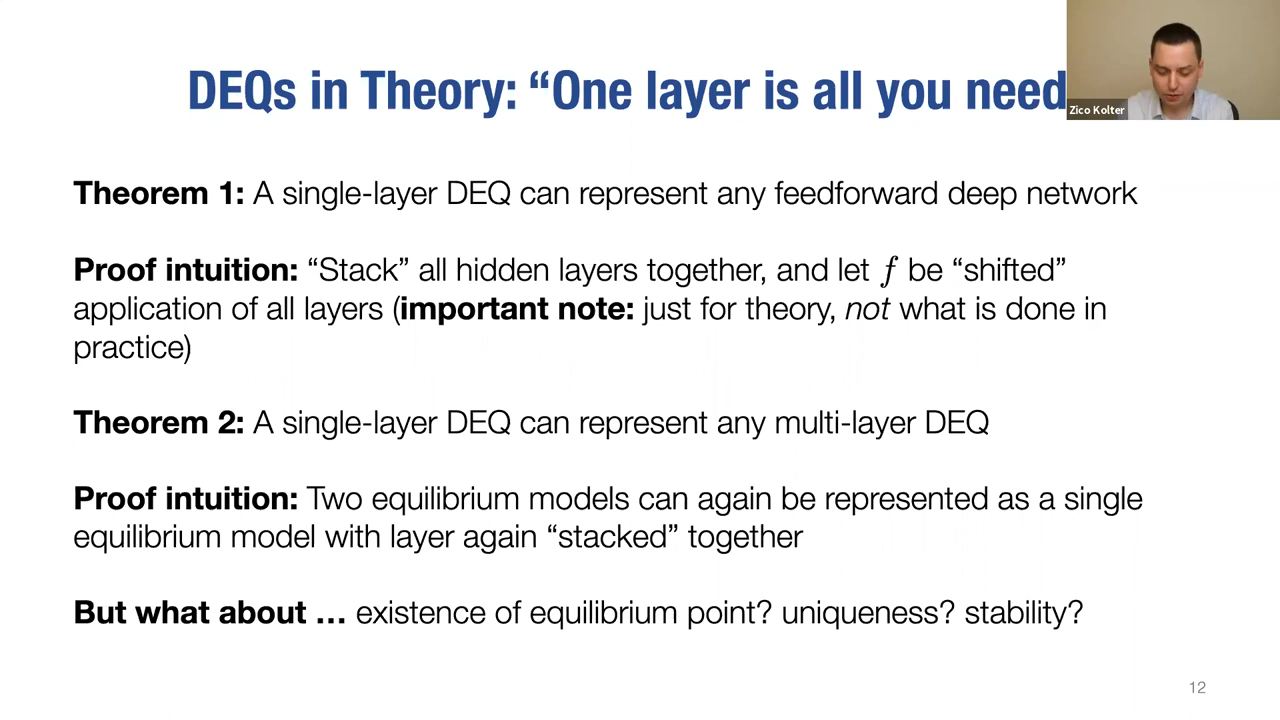 DEQs in Theory: “One layer is all you need
Zico Kolter
Theorem 1: A single-layer DEQ can represent any feedforward deep network
Proof intuition: “Stack” all hidden layers together, and let f be “shifted”
application of all layers (important note: just for theory, not what is done in
practice)
Theorem 2: A single-layer DEQ can represent any multi-layer DEQ
Proof intuition: Two equilibrium models can again be represented as a single
equilibrium model with layer again “stacked” together
But what about … existence of equilibrium point? uniqueness? stability?
12